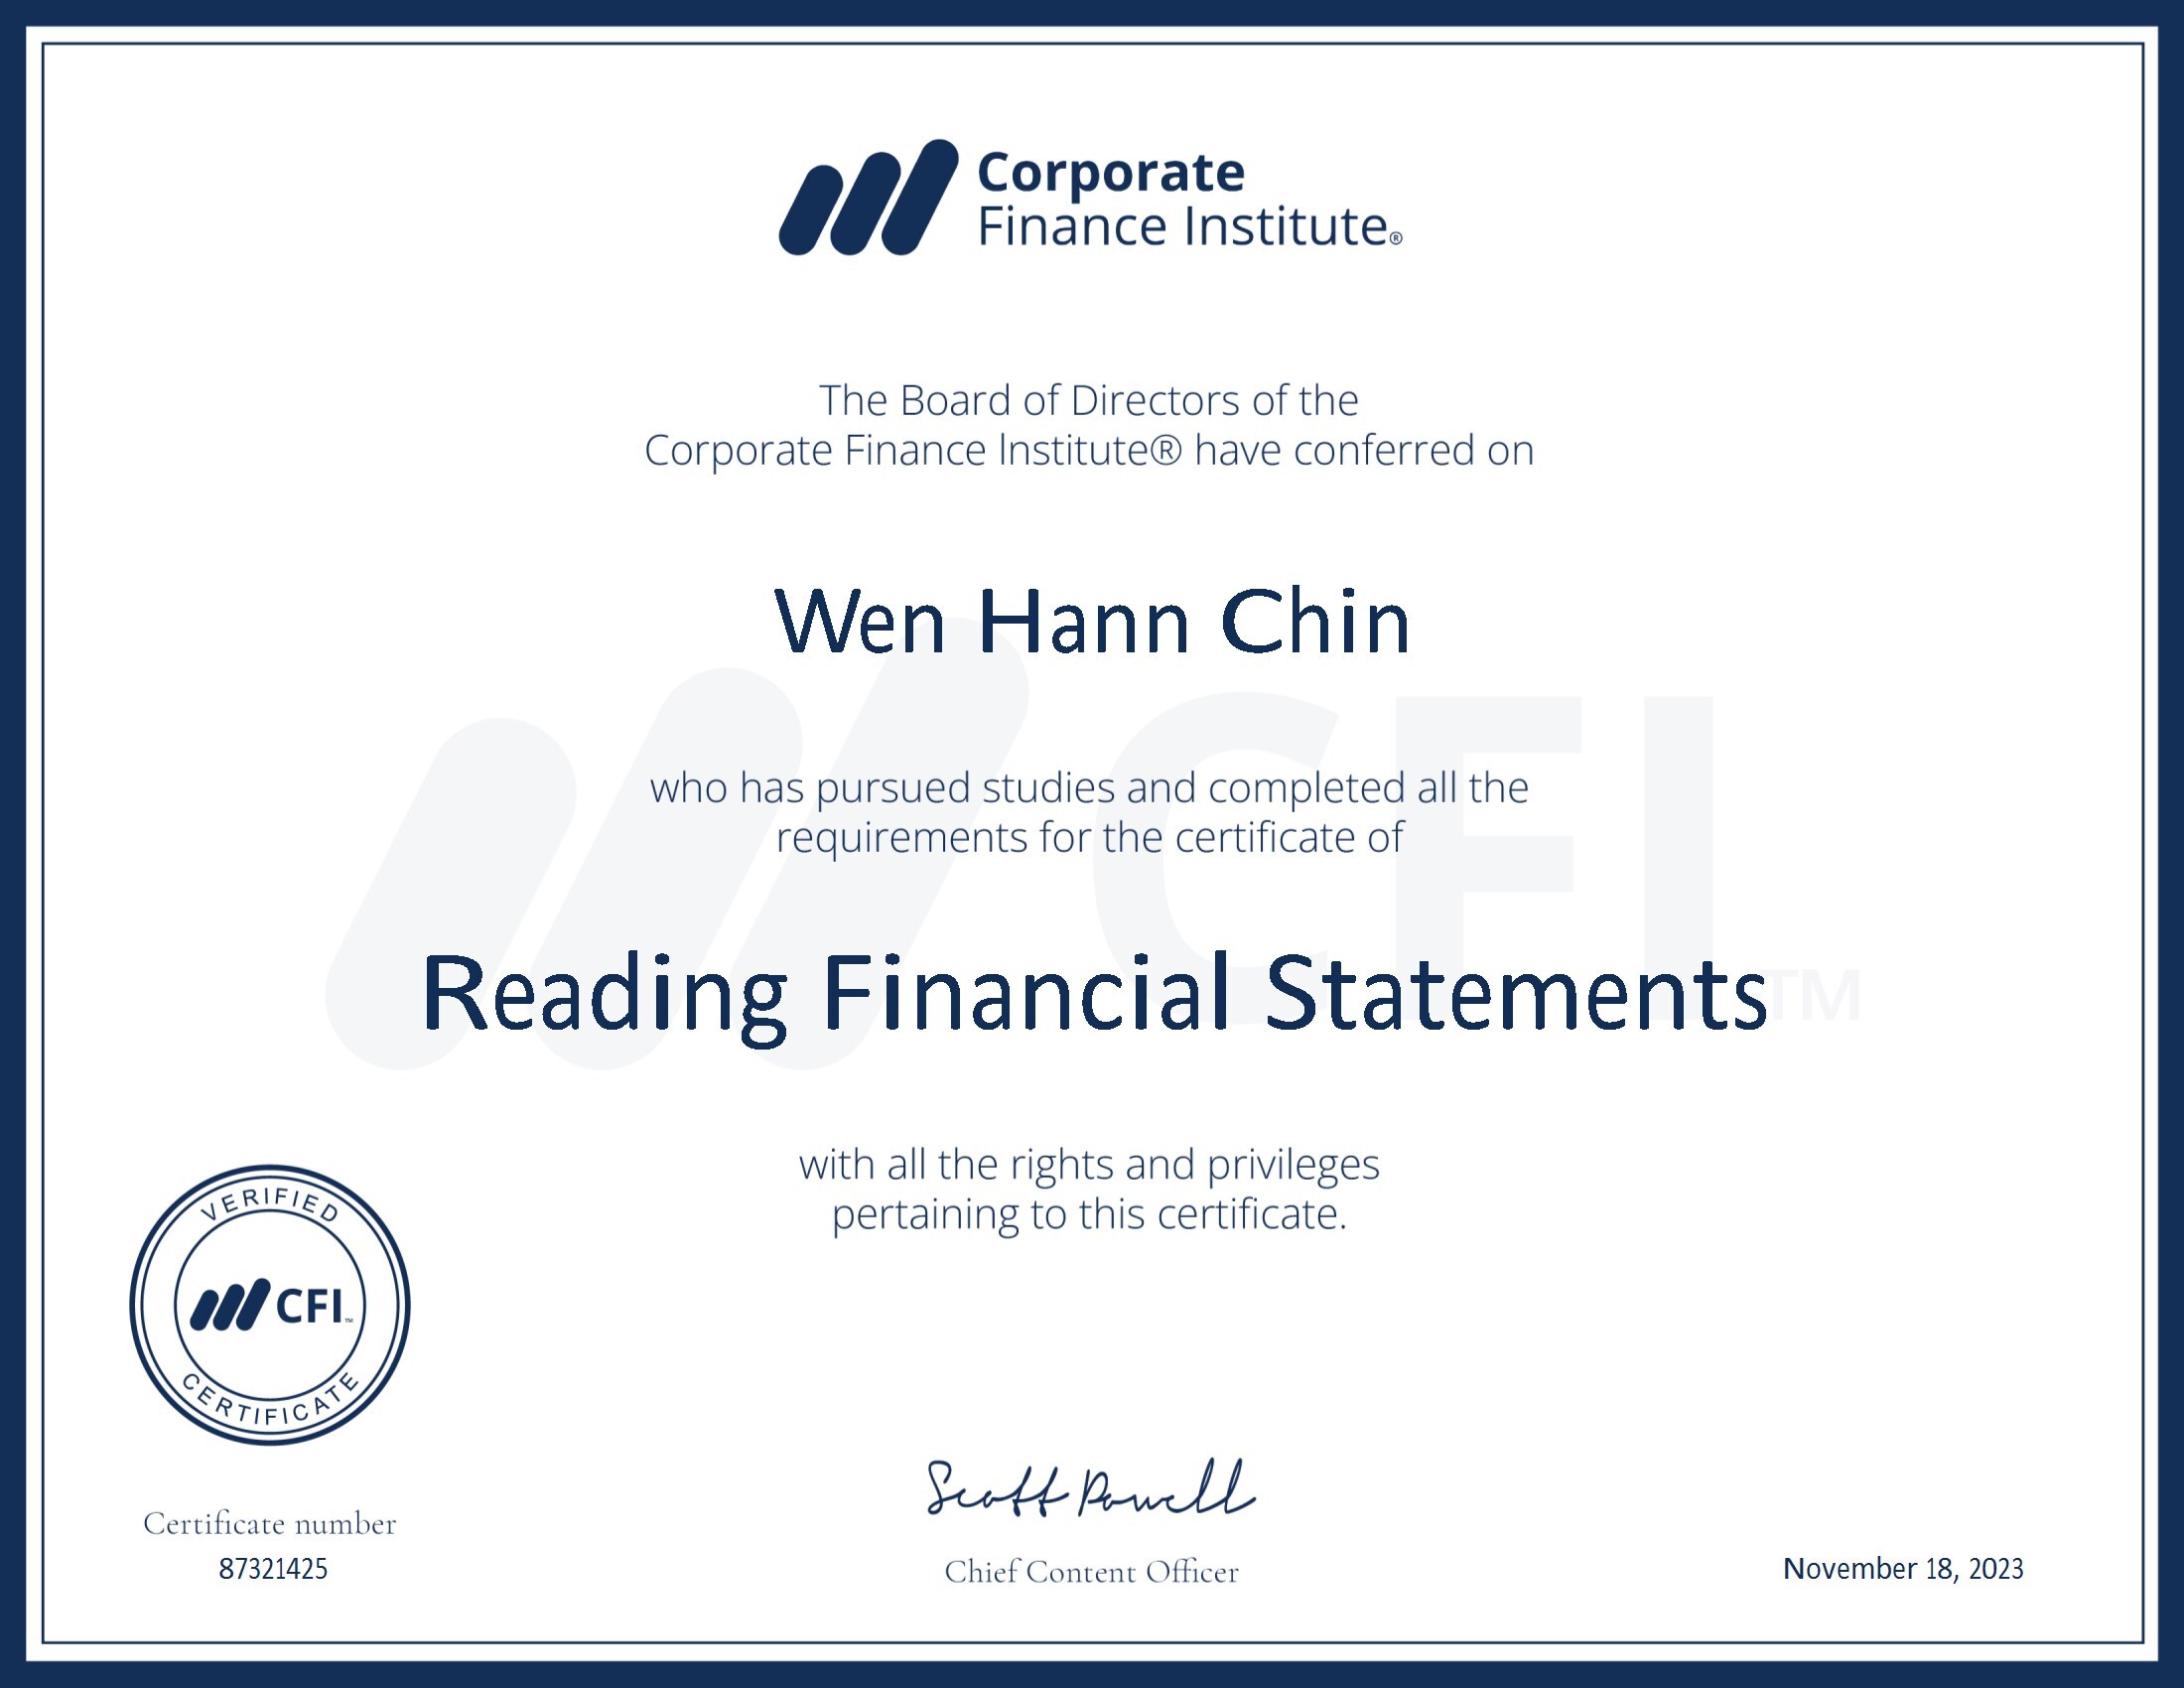 Corporate
Finance Institute®
The Board of Directors of the
Corporate Finance Institute® have conferred on
Wen Hann Chin
who has pursued studies and completed all the
requirements for the certificate of
Reading Financial Statements
CFI™
with all the rights and privileges
pertaining to this certificate.
VERIFIED
CFI™
CERTIFICATE
Scott Powell
Certificate number
87321425
Chief Content Officer
November 18, 2023